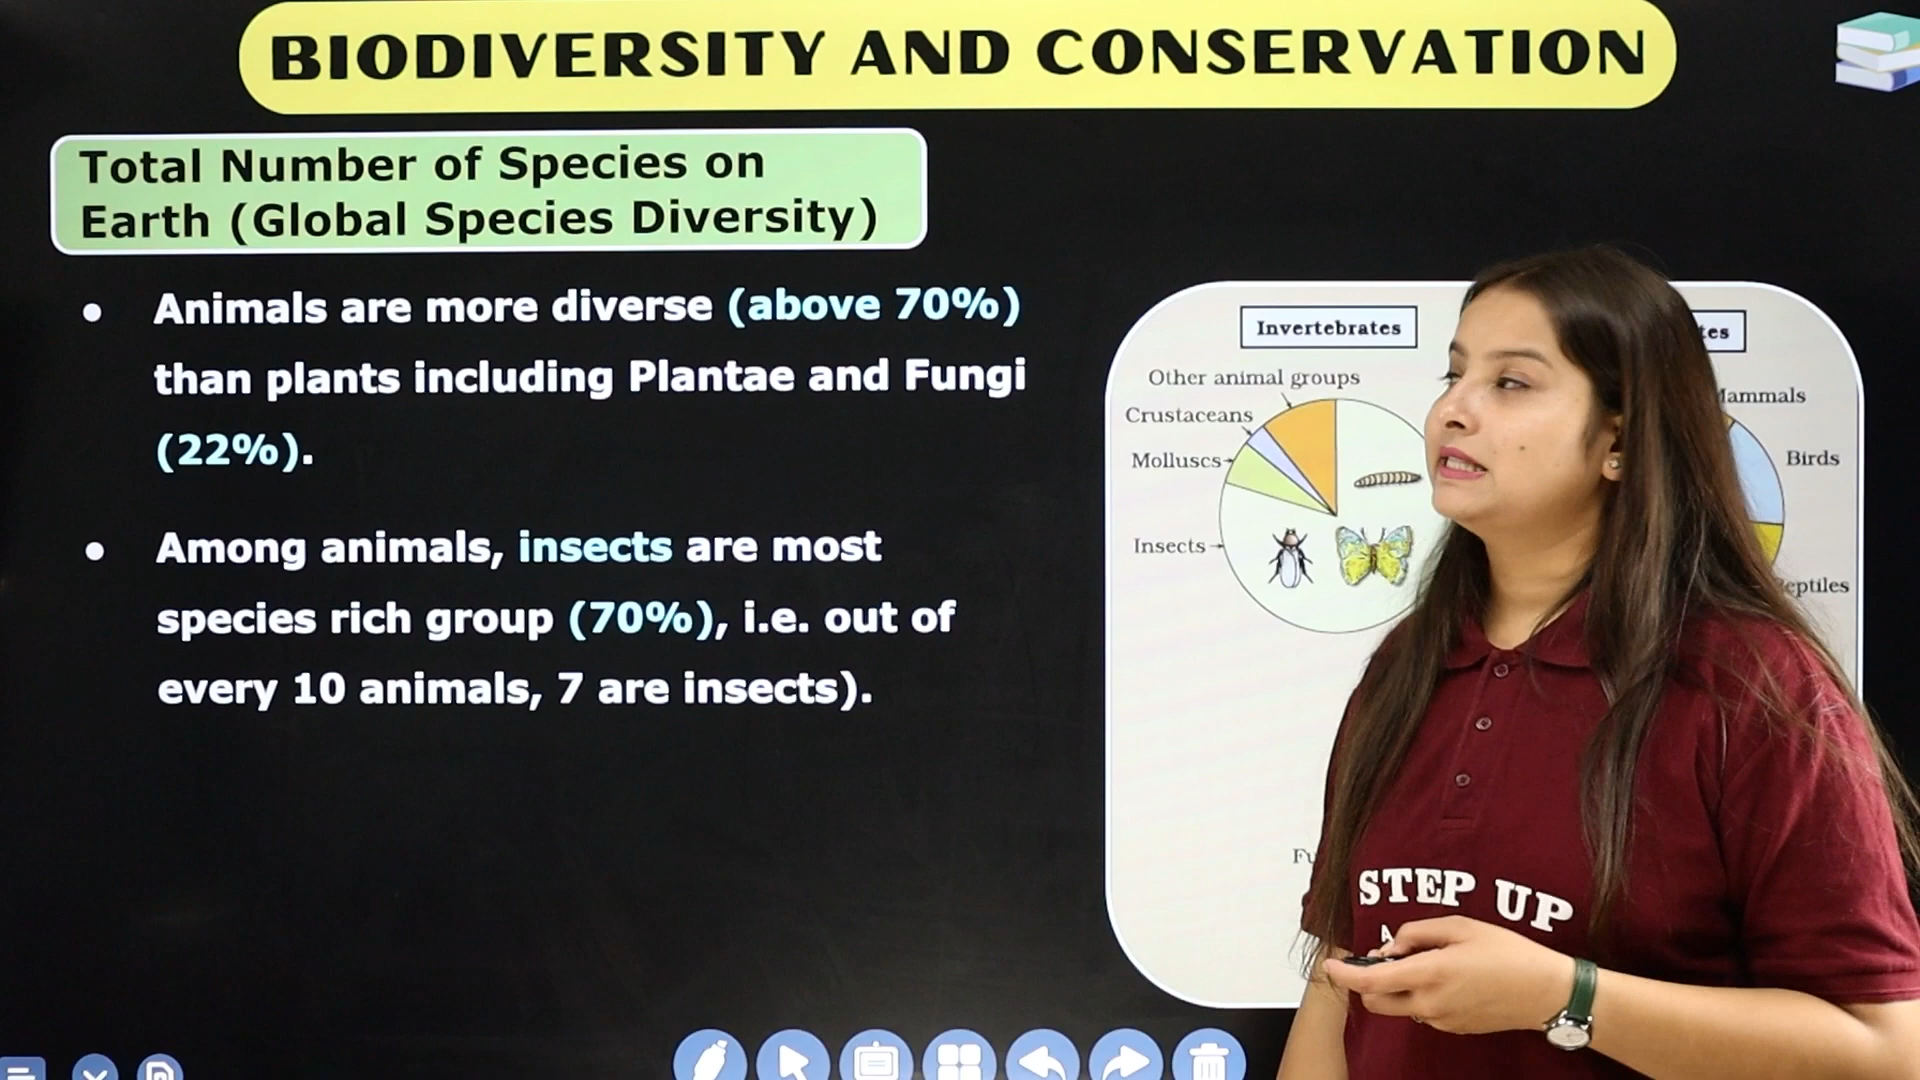 BIODIVERSITY AND CONSERVATION
Total Number of Species on
Earth (Global Species Diversity)
• Animals are more diverse (above 70%)
than plants including Plantae and Fungi
(22%).
• Among animals, insects are most
species rich group (70%), i.e. out of
every 10 animals, 7 are insects).
Invertebrates
Other animal groups
Crustaceans
Molluscs
Insects
Mammals
Birds
STEP UP